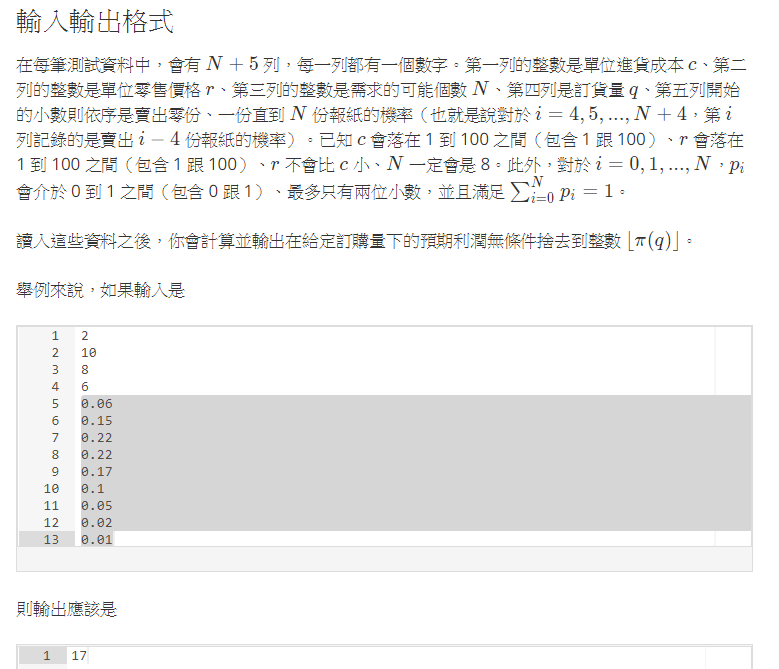 輸入輸出格式
在每筆測試資料中，會有 N + 5 列，每一列都有一個數字。第一列的整數是單位進貨成本 c、第二
列的整數是單位零售價格 r、第三列的整數是需求的可能個數 N、第四列是訂貨量 q、第五列開始
的小數則依序是賣出零份、一份直到 N 份報紙的機率（也就是說對於 i = 4, 5, ..., N + 4，第 i
列記錄的是賣出 i − 4 份報紙的機率）。已知 c 會落在 1 到 100 之間（包含 1 跟 100）、r 會落在
1 到 100 之間（包含 1 跟 100）、r 不會比 c 小、N 一定會是 8。此外，對於 i = 0, 1, ..., N，p_i
會介於 0 到 1 之間（包含 0 跟 1）、最多只有兩位小數，並且滿足 ∑_{i=0}^{N} p_i = 1。
讀入這些資料之後，你會計算並輸出在給定訂購量下的預期利潤無條件捨去到整數 ⌊π(q)⌋。
舉例來說，如果輸入是
1 2
2 10
3 8
4 6
5 0.06
6 0.15
7 0.22
8 0.22
9 0.17
10 0.1
11 0.05
12 0.02
13 0.01
則輸出應該是
1 17